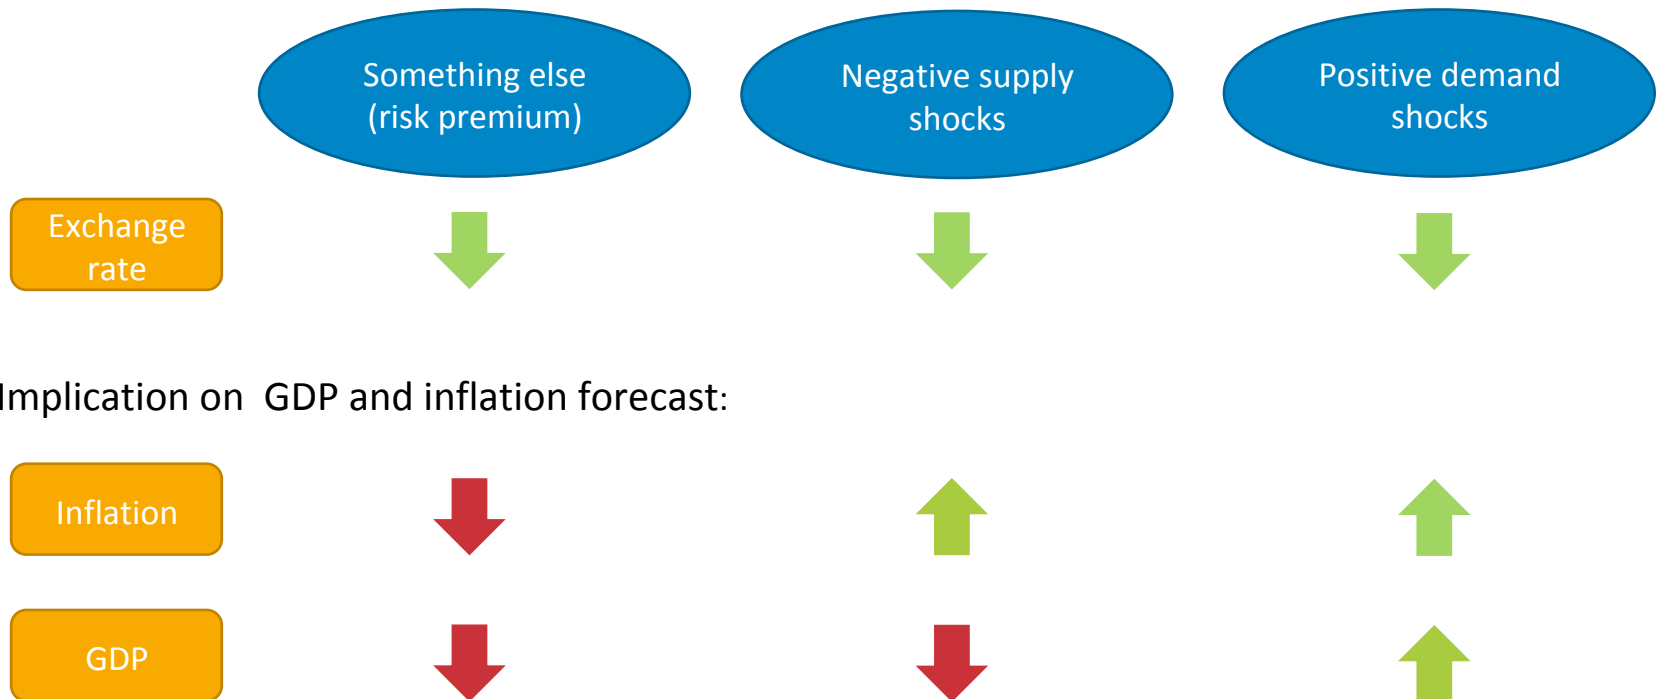 Something else
(risk premium)
Negative supply
shocks
Positive demand
shocks
Exchange
rate
Implication on  GDP and inflation forecast:
Inflation
GDP